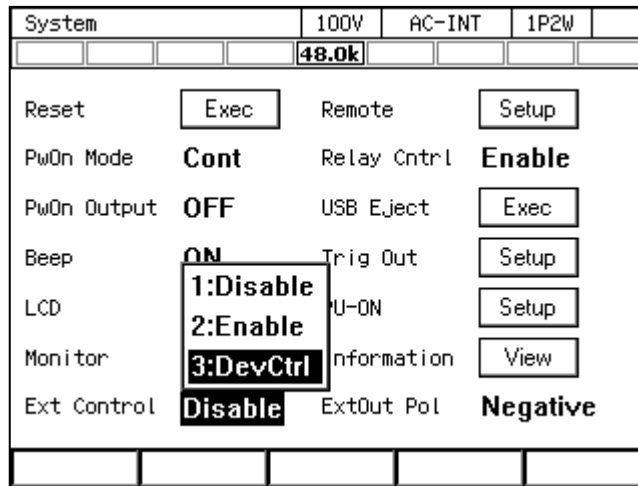 System 100V AC-INT 1P2W
48.0k
Reset Exec Remote Setup
PwOn Mode Cont Relay Cntrl Enable
PwOn Output OFF USB Eject Exec
Beep ON Trig Out Setup
1:Disable
LCD PU-ON Setup
2:Enable
Monitor 3:DevCtrl Information View
Ext Control Disable ExtOut Pol Negative